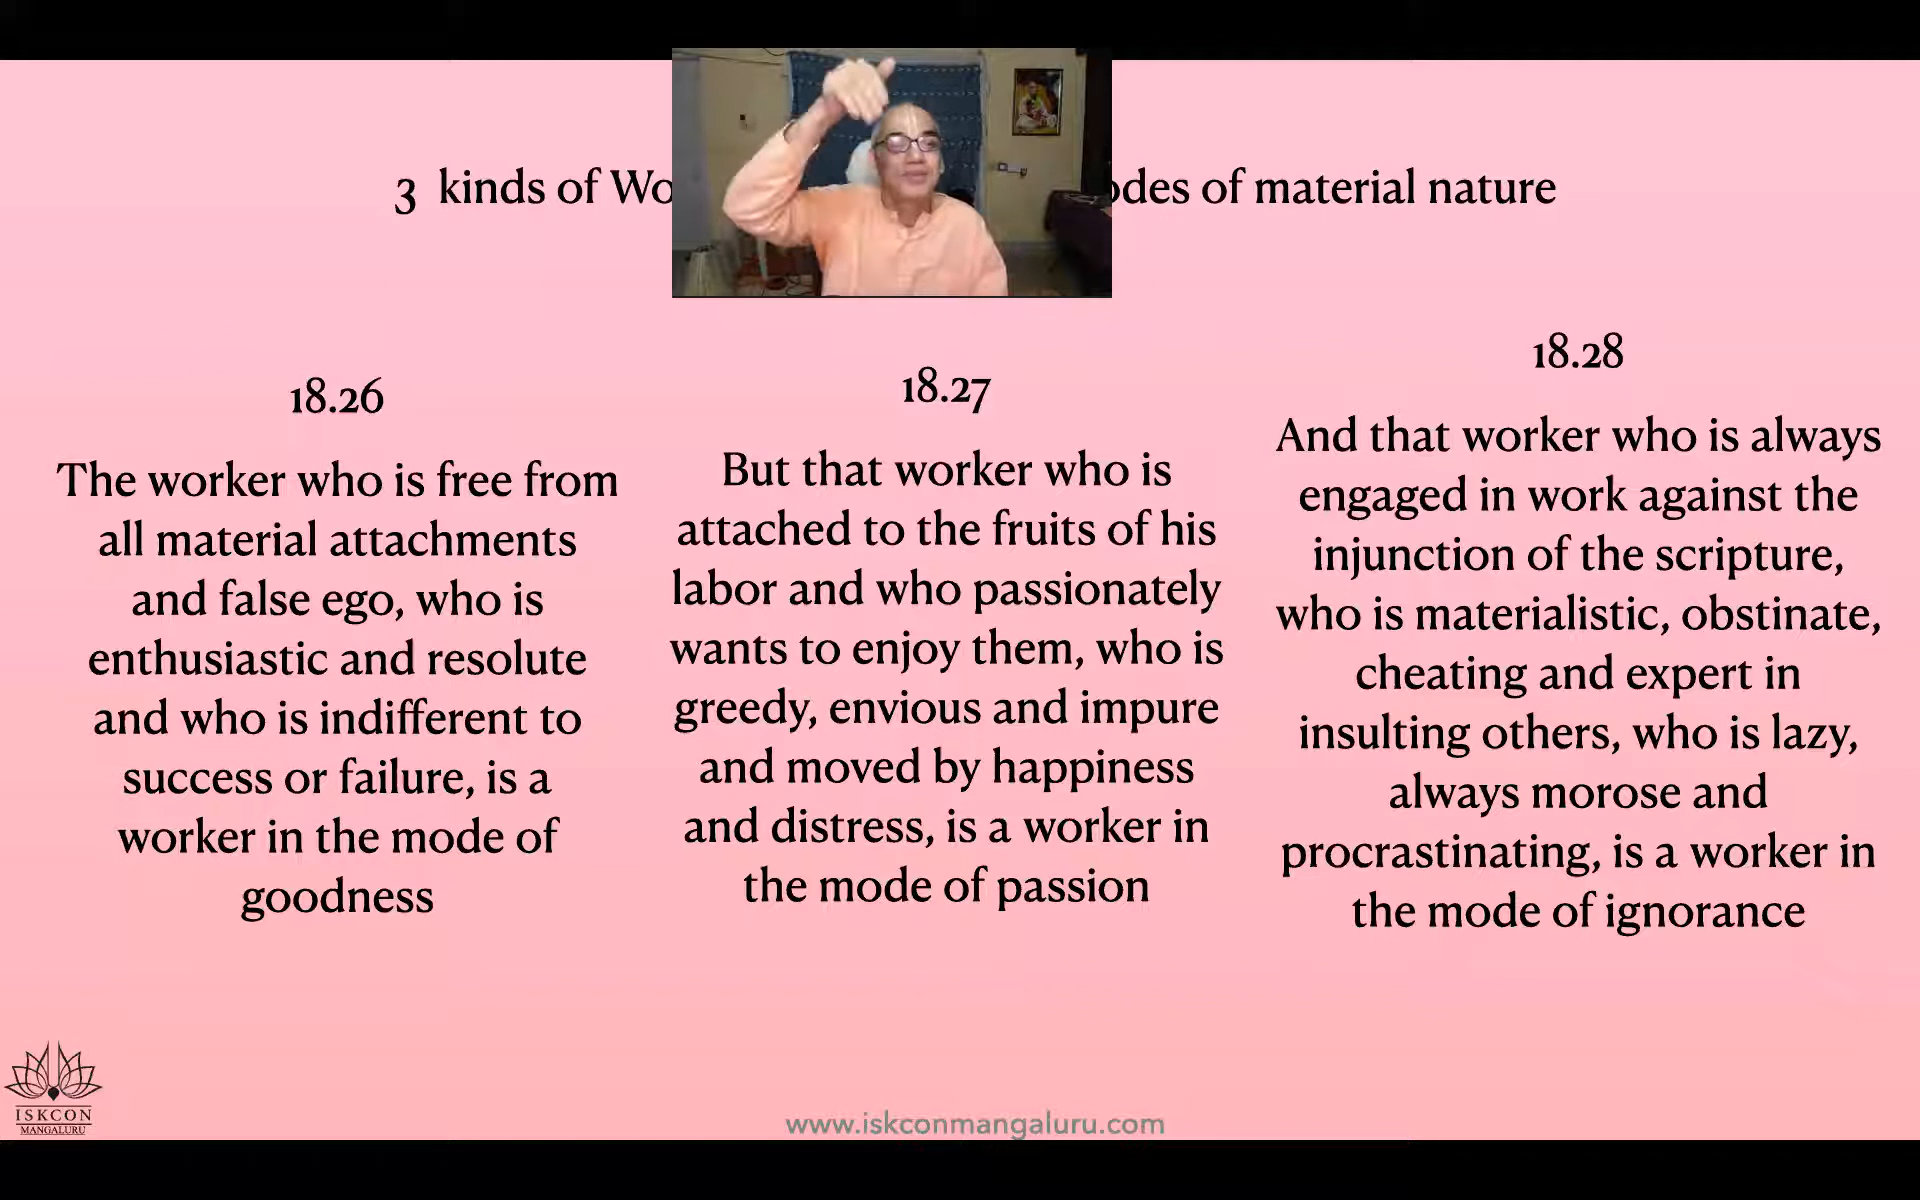 3 kinds of Wo
odes of material nature
18.26
The worker who is free from
all material attachments
and false ego, who is
enthusiastic and resolute
and who is indifferent to
success or failure, is a
worker in the mode of
goodness
18.27
But that worker who is
attached to the fruits of his
labor and who passionately
wants to enjoy them, who is
greedy, envious and impure
and moved by happiness
and distress, is a worker in
the mode of passion
18.28
And that worker who is always
engaged in work against the
injunction of the scripture,
who is materialistic, obstinate,
cheating and expert in
insulting others, who is lazy,
always morose and
procrastinating, is a worker in
the mode of ignorance
ISKCON
MANGALURU
www.iskconmangaluru.com